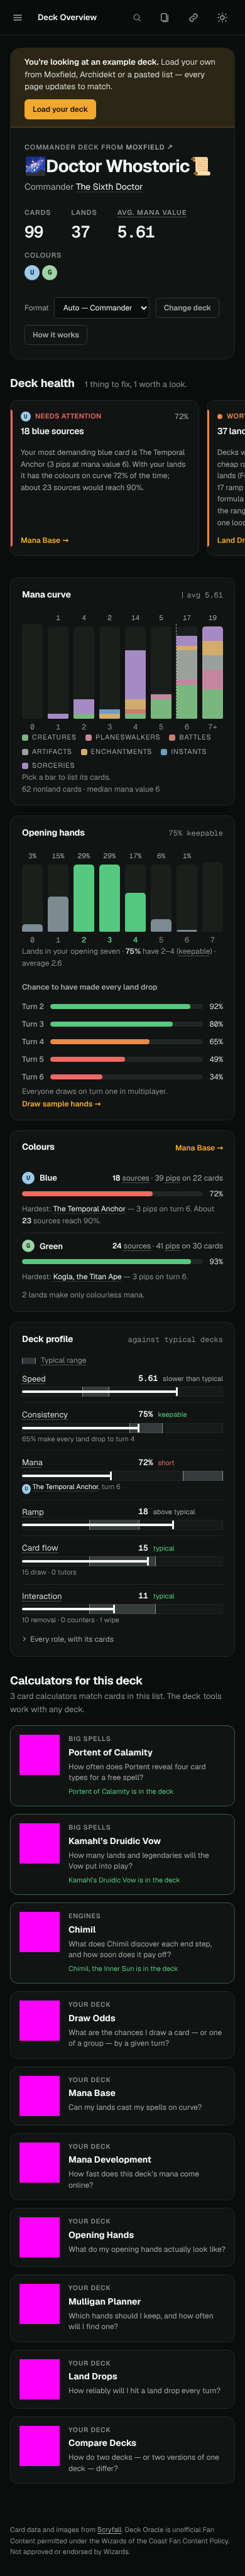 Deck Overview
You're looking at an example deck. Load your own
from Moxfield, Archidekt or a pasted list — every
page updates to match.
Load your deck
COMMANDER DECK FROM MOXFIELD ↗
🌌Doctor Whostoric📜
Commander The Sixth Doctor
CARDS LANDS AVG. MANA VALUE
99 37 5.61
COLOURS
U G
Format Auto — Commander Change deck
How it works
Deck health 1 thing to fix, 1 worth a look.
U NEEDS ATTENTION 72%
18 blue sources
Your most demanding blue card is The Temporal
Anchor (3 pips at mana value 6). With your lands
it has the colours on curve 72% of the time;
about 23 sources would reach 90%.
Mana Base →
WOR
37 land
Decks w
cheap ra
lands (F
17 ramp
formula
the rang
one loos
Land Dr
Mana curve avg 5.61
1 4 2 14 5 17 19
0 1 2 3 4 5 6 7+
CREATURES PLANESWALKERS BATTLES
ARTIFACTS ENCHANTMENTS INSTANTS
SORCERIES
Pick a bar to list its cards.
62 nonland cards · median mana value 6
Opening hands 75% keepable
3% 15% 29% 29% 17% 6% 1%
0 1 2 3 4 5 6 7
Lands in your opening seven · 75% have 2–4 (keepable) ·
average 2.6
Chance to have made every land drop
Turn 2 92%
Turn 3 80%
Turn 4 65%
Turn 5 49%
Turn 6 34%
Everyone draws on turn one in multiplayer.
Draw sample hands →
Colours Mana Base →
U Blue 18 sources · 39 pips on 22 cards
72%
Hardest: The Temporal Anchor — 3 pips on turn 6. About
23 sources reach 90%.
G Green 24 sources · 41 pips on 30 cards
93%
Hardest: Kogla, the Titan Ape — 3 pips on turn 6.
2 lands make only colourless mana.
Deck profile against typical decks
Typical range
Speed 5.61 slower than typical
Consistency 75% keepable
65% make every land drop to turn 4
Mana 72% short
U The Temporal Anchor, turn 6
Ramp 18 above typical
Card flow 15 typical
15 draw · 0 tutors
Interaction 11 typical
10 removal · 0 counters · 1 wipe
› Every role, with its cards
Calculators for this deck
3 card calculators match cards in this list. The deck tools
work with any deck.
BIG SPELLS
Portent of Calamity
How often does Portent reveal four card
types for a free spell?
Portent of Calamity is in the deck
BIG SPELLS
Kamahl's Druidic Vow
How many lands and legendaries will the
Vow put into play?
Kamahl's Druidic Vow is in the deck
ENGINES
Chimil
What does Chimil discover each end step,
and how soon does it pay off?
Chimil, the Inner Sun is in the deck
YOUR DECK
Draw Odds
What are the chances I draw a card — or one
of a group — by a given turn?
YOUR DECK
Mana Base
Can my lands cast my spells on curve?
YOUR DECK
Mana Development
How fast does this deck's mana come
online?
YOUR DECK
Opening Hands
What do my opening hands actually look like?
YOUR DECK
Mulligan Planner
Which hands should I keep, and how often
will I find one?
YOUR DECK
Land Drops
How reliably will I hit a land drop every turn?
YOUR DECK
Compare Decks
How do two decks — or two versions of one
deck — differ?
Card data and images from Scryfall. Deck Oracle is unofficial Fan
Content permitted under the Wizards of the Coast Fan Content Policy.
Not approved or endorsed by Wizards.